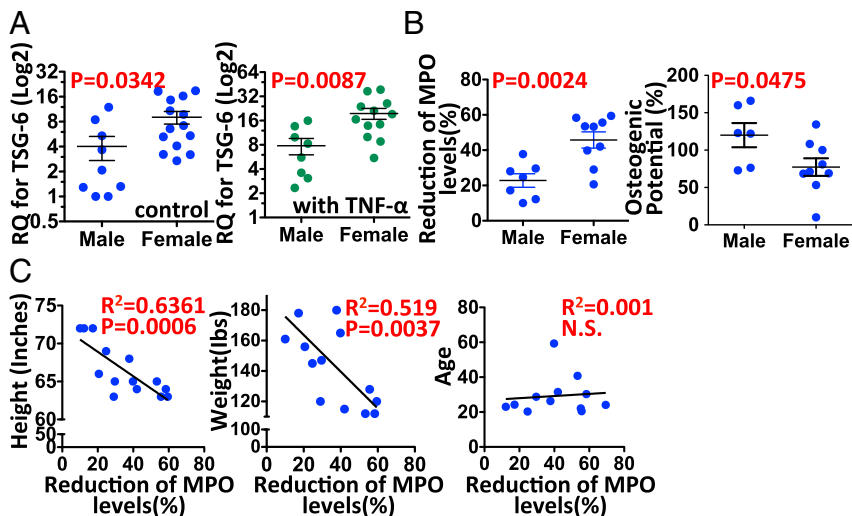 A
RQ for TSG-6 (Log2)
32
16
8
4
2
1
0.5
P=0.0342
control
Male Female
RQ for TSG-6 (Log2)
64
32
16
8
4
2
1
P=0.0087
with TNF-α
Male Female
B
Reduction of MPO
levels(%)
80
60
40
20
0
P=0.0024
Male Female
Osteogenic
Potential (%)
200
150
100
50
0
P=0.0475
Male Female
C
Height (Inches)
75
70
65
60
50
0
R²=0.6361
P=0.0006
0 20 40 60 80
Reduction of MPO
levels(%)
Weight(lbs)
180
160
140
120
100
0
R²=0.519
P=0.0037
0 20 40 60 80
Reduction of MPO
levels(%)
Age
80
60
40
20
0
R²=0.001
N.S.
0 20 40 60 80
Reduction of MPO
levels(%)